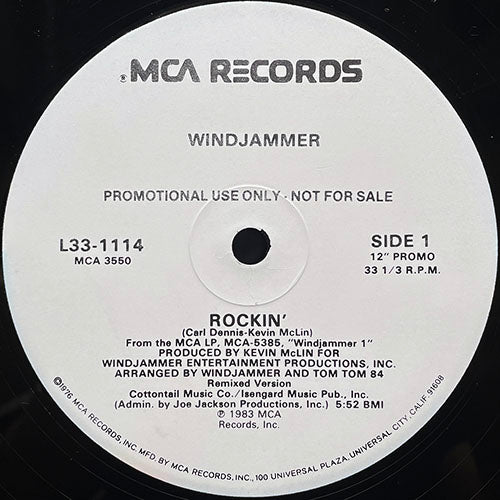 ®MCA RECORDS
WINDJAMMER
PROMOTIONAL USE ONLY - NOT FOR SALE
L33-1114
MCA 3550
SIDE 1
12" PROMO
33 1/3 R.P.M.
ROCKIN'
(Carl Dennis-Kevin McLin)
From the MCA LP, MCA-5385, "Windjammer 1"
PRODUCED BY KEVIN McLIN FOR
WINDJAMMER ENTERTAINMENT PRODUCTIONS, INC.
ARRANGED BY WINDJAMMER AND TOM TOM 84
Remixed Version
Cottontail Music Co./Isengard Music Pub., Inc.
(Admin. by Joe Jackson Productions, Inc.) 5:52 BMI
℗ 1983 MCA
Records, Inc.
©1976 MCA RECORDS, INC. MFD. BY MCA RECORDS, INC., 100 UNIVERSAL PLAZA, UNIVERSAL CITY, CALIF. 91608